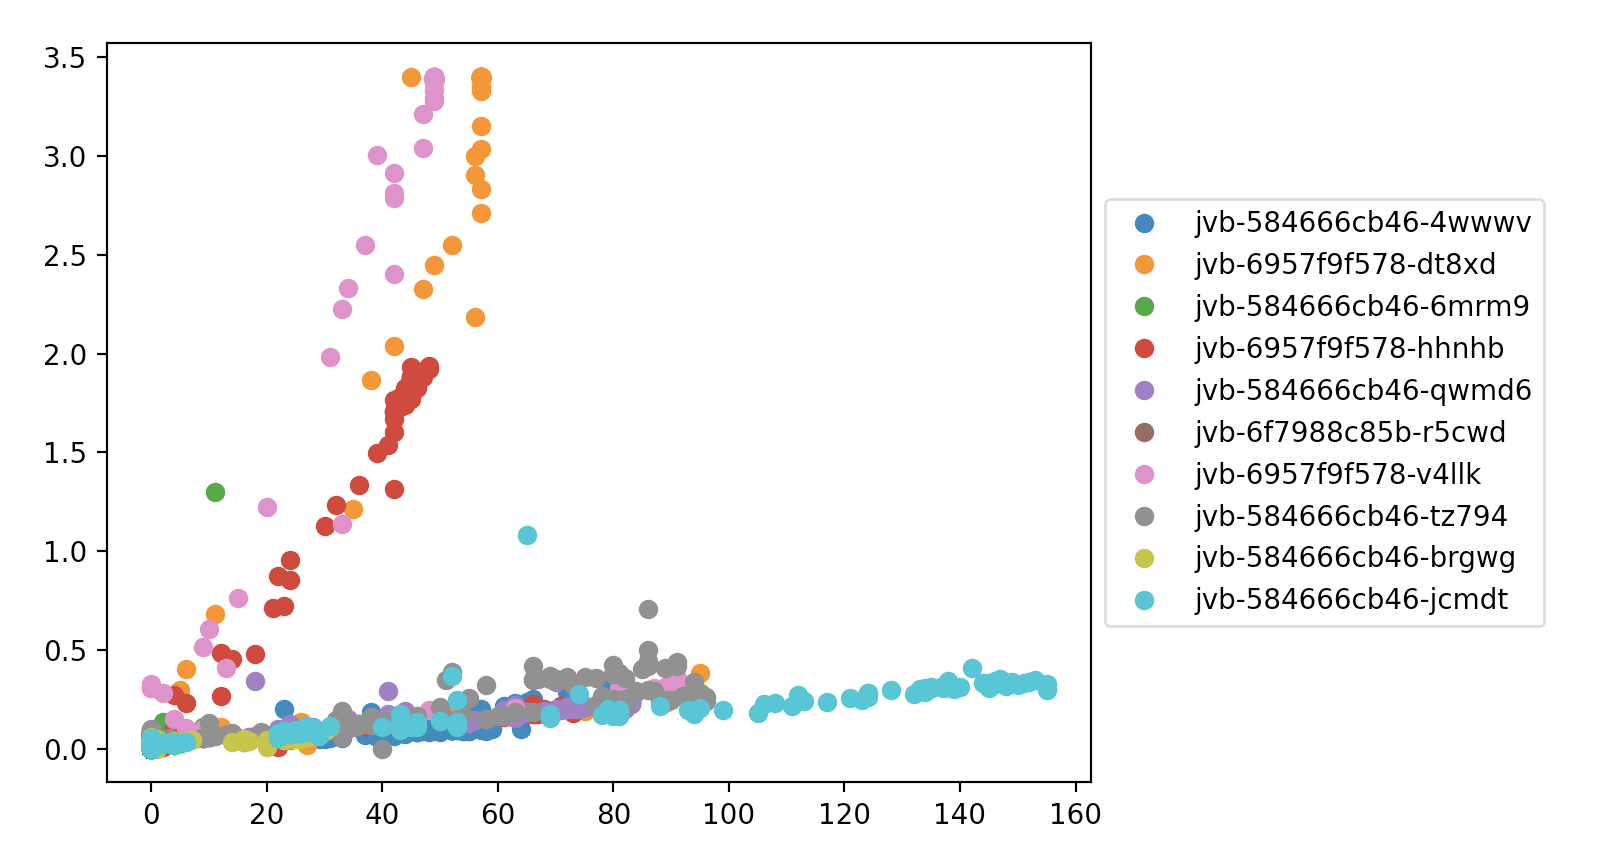 3.5
3.0
2.5
2.0
1.5
1.0
0.5
0.0
0 20 40 60 80 100 120 140 160
jvb-584666cb46-4wwwv
jvb-6957f9f578-dt8xd
jvb-584666cb46-6mrm9
jvb-6957f9f578-hhnhb
jvb-584666cb46-qwmd6
jvb-6f7988c85b-r5cwd
jvb-6957f9f578-v4llk
jvb-584666cb46-tz794
jvb-584666cb46-brgwg
jvb-584666cb46-jcmdt